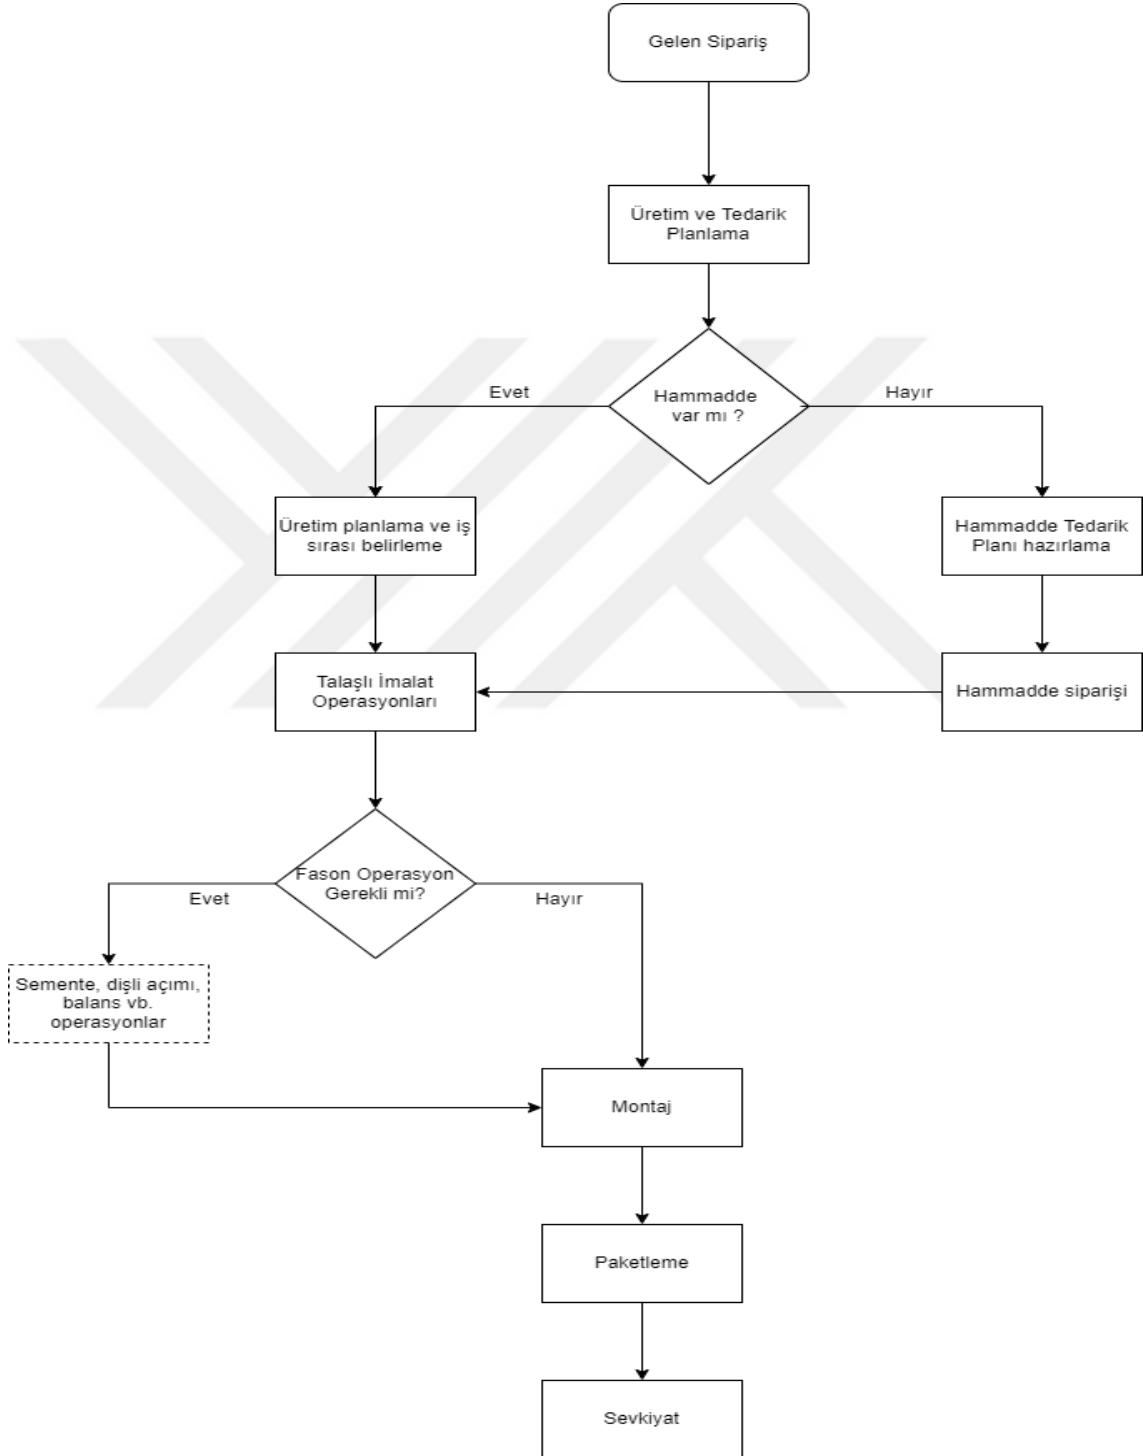 Gelen Sipariş
Üretim ve Tedarik
Planlama
Hammadde
var mı ?
Evet
Hayır
Üretim planlama ve iş
sırası belirleme
Hammadde Tedarik
Planı hazırlama
Talaşlı İmalat
Operasyonları
Hammadde siparişi
Fason Operasyon
Gerekli mi?
Evet
Hayır
Semente, dişli açımı,
balans vb.
operasyonlar
Montaj
Paketleme
Sevkiyat